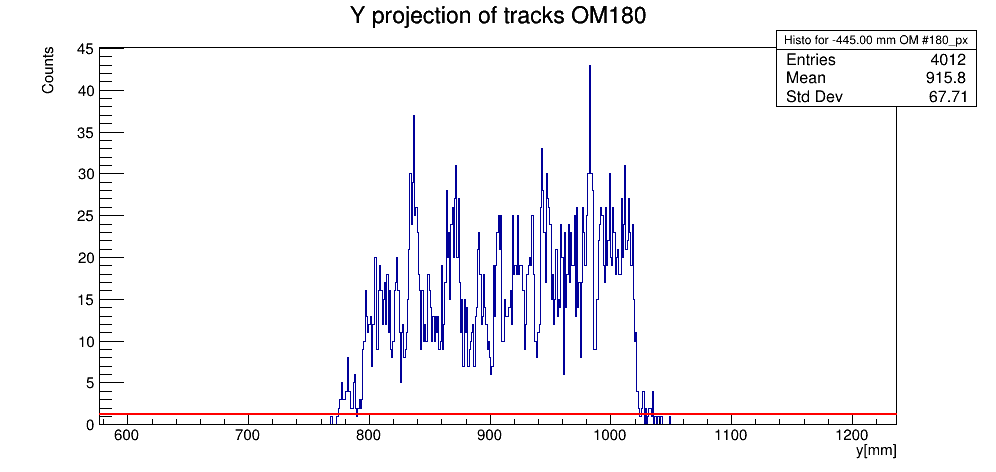 Y projection of tracks OM180
Histo for -445.00 mm OM #180_px
Entries 4012
Mean 915.8
Std Dev 67.71
Counts
45
40
35
30
25
20
15
10
5
0
600 700 800 900 1000 1100 1200
y[mm]